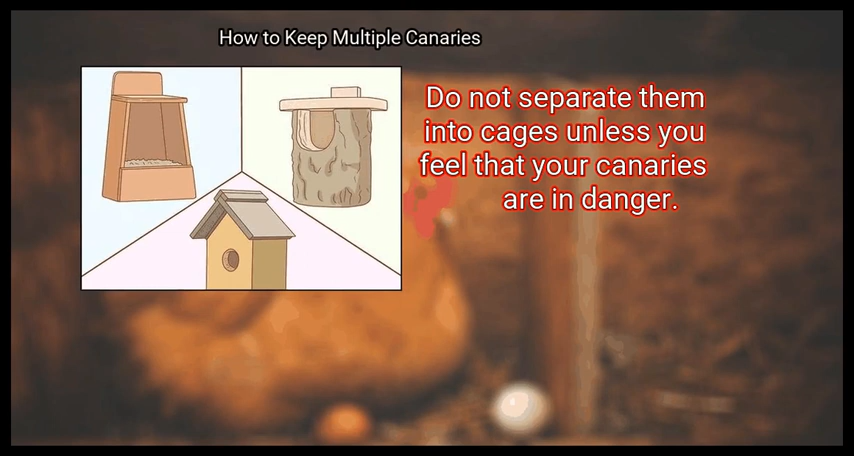 How to Keep Multiple Canaries
Do not separate them
into cages unless you
feel that your canaries
are in danger.